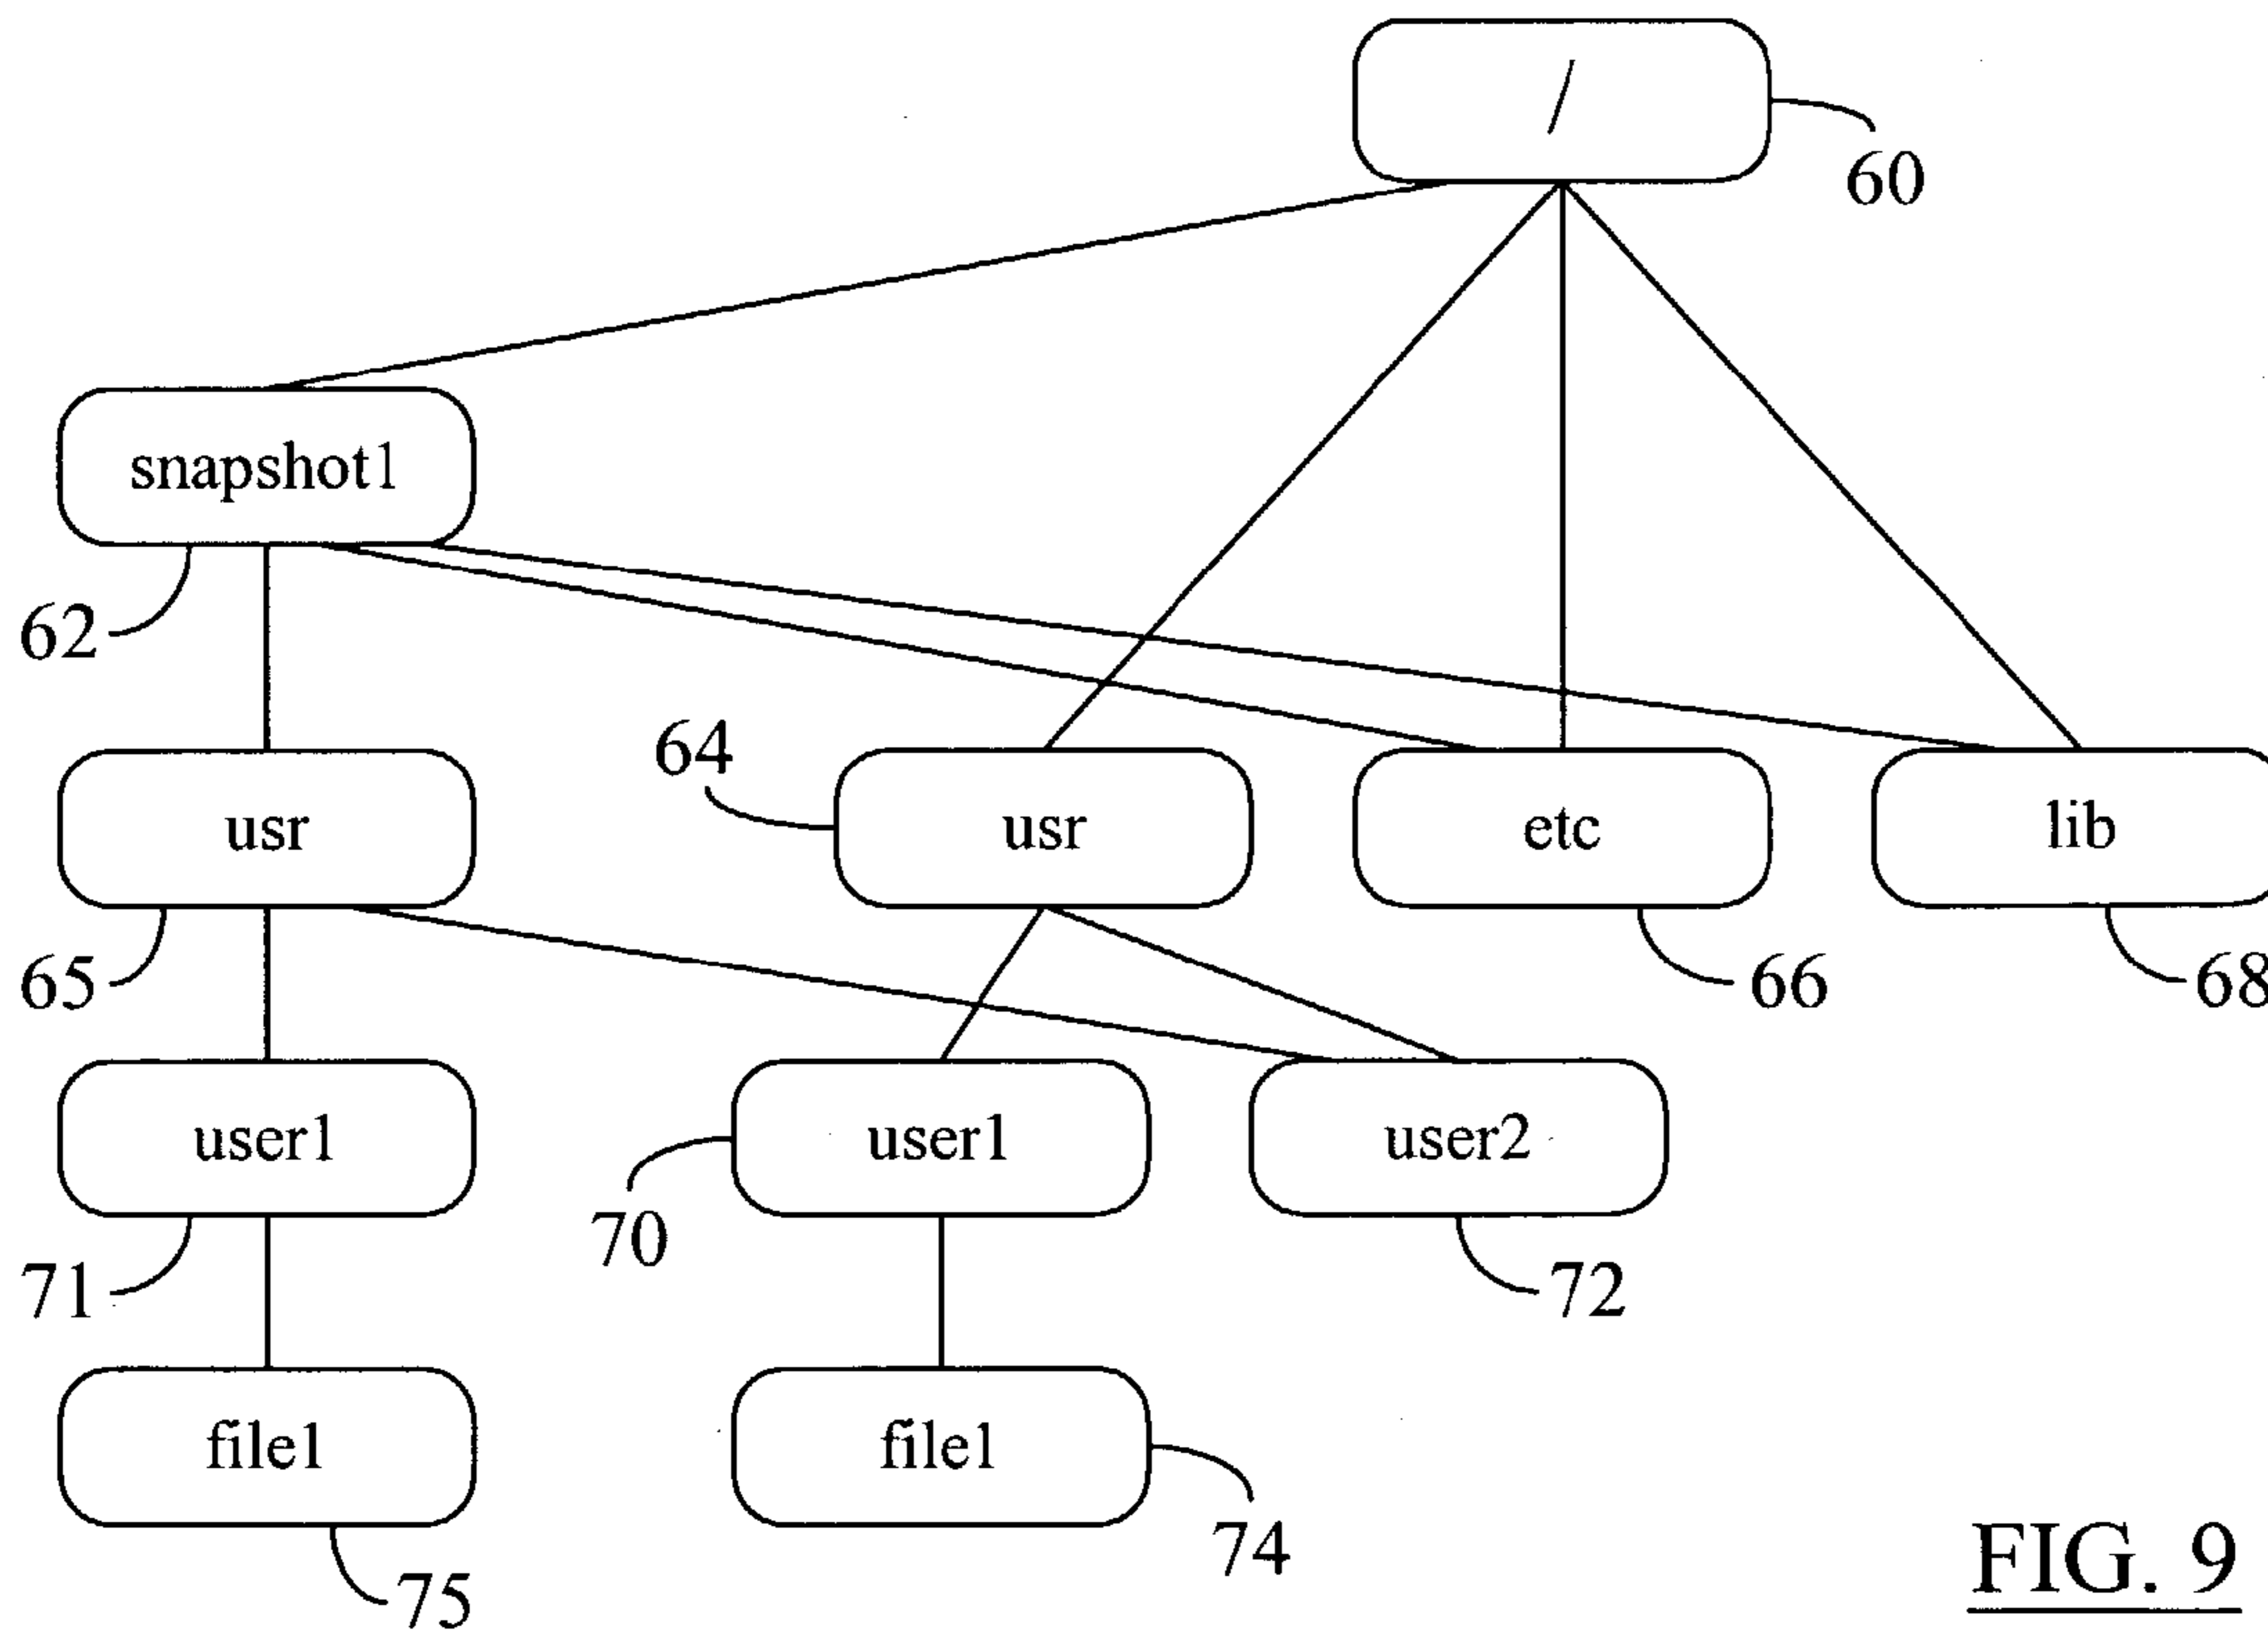 /
60
snapshot1
62
64
usr
usr
etc
lib
65
66
68
user1
user1
user2
70
71
72
file1
file1
74
75
FIG. 9